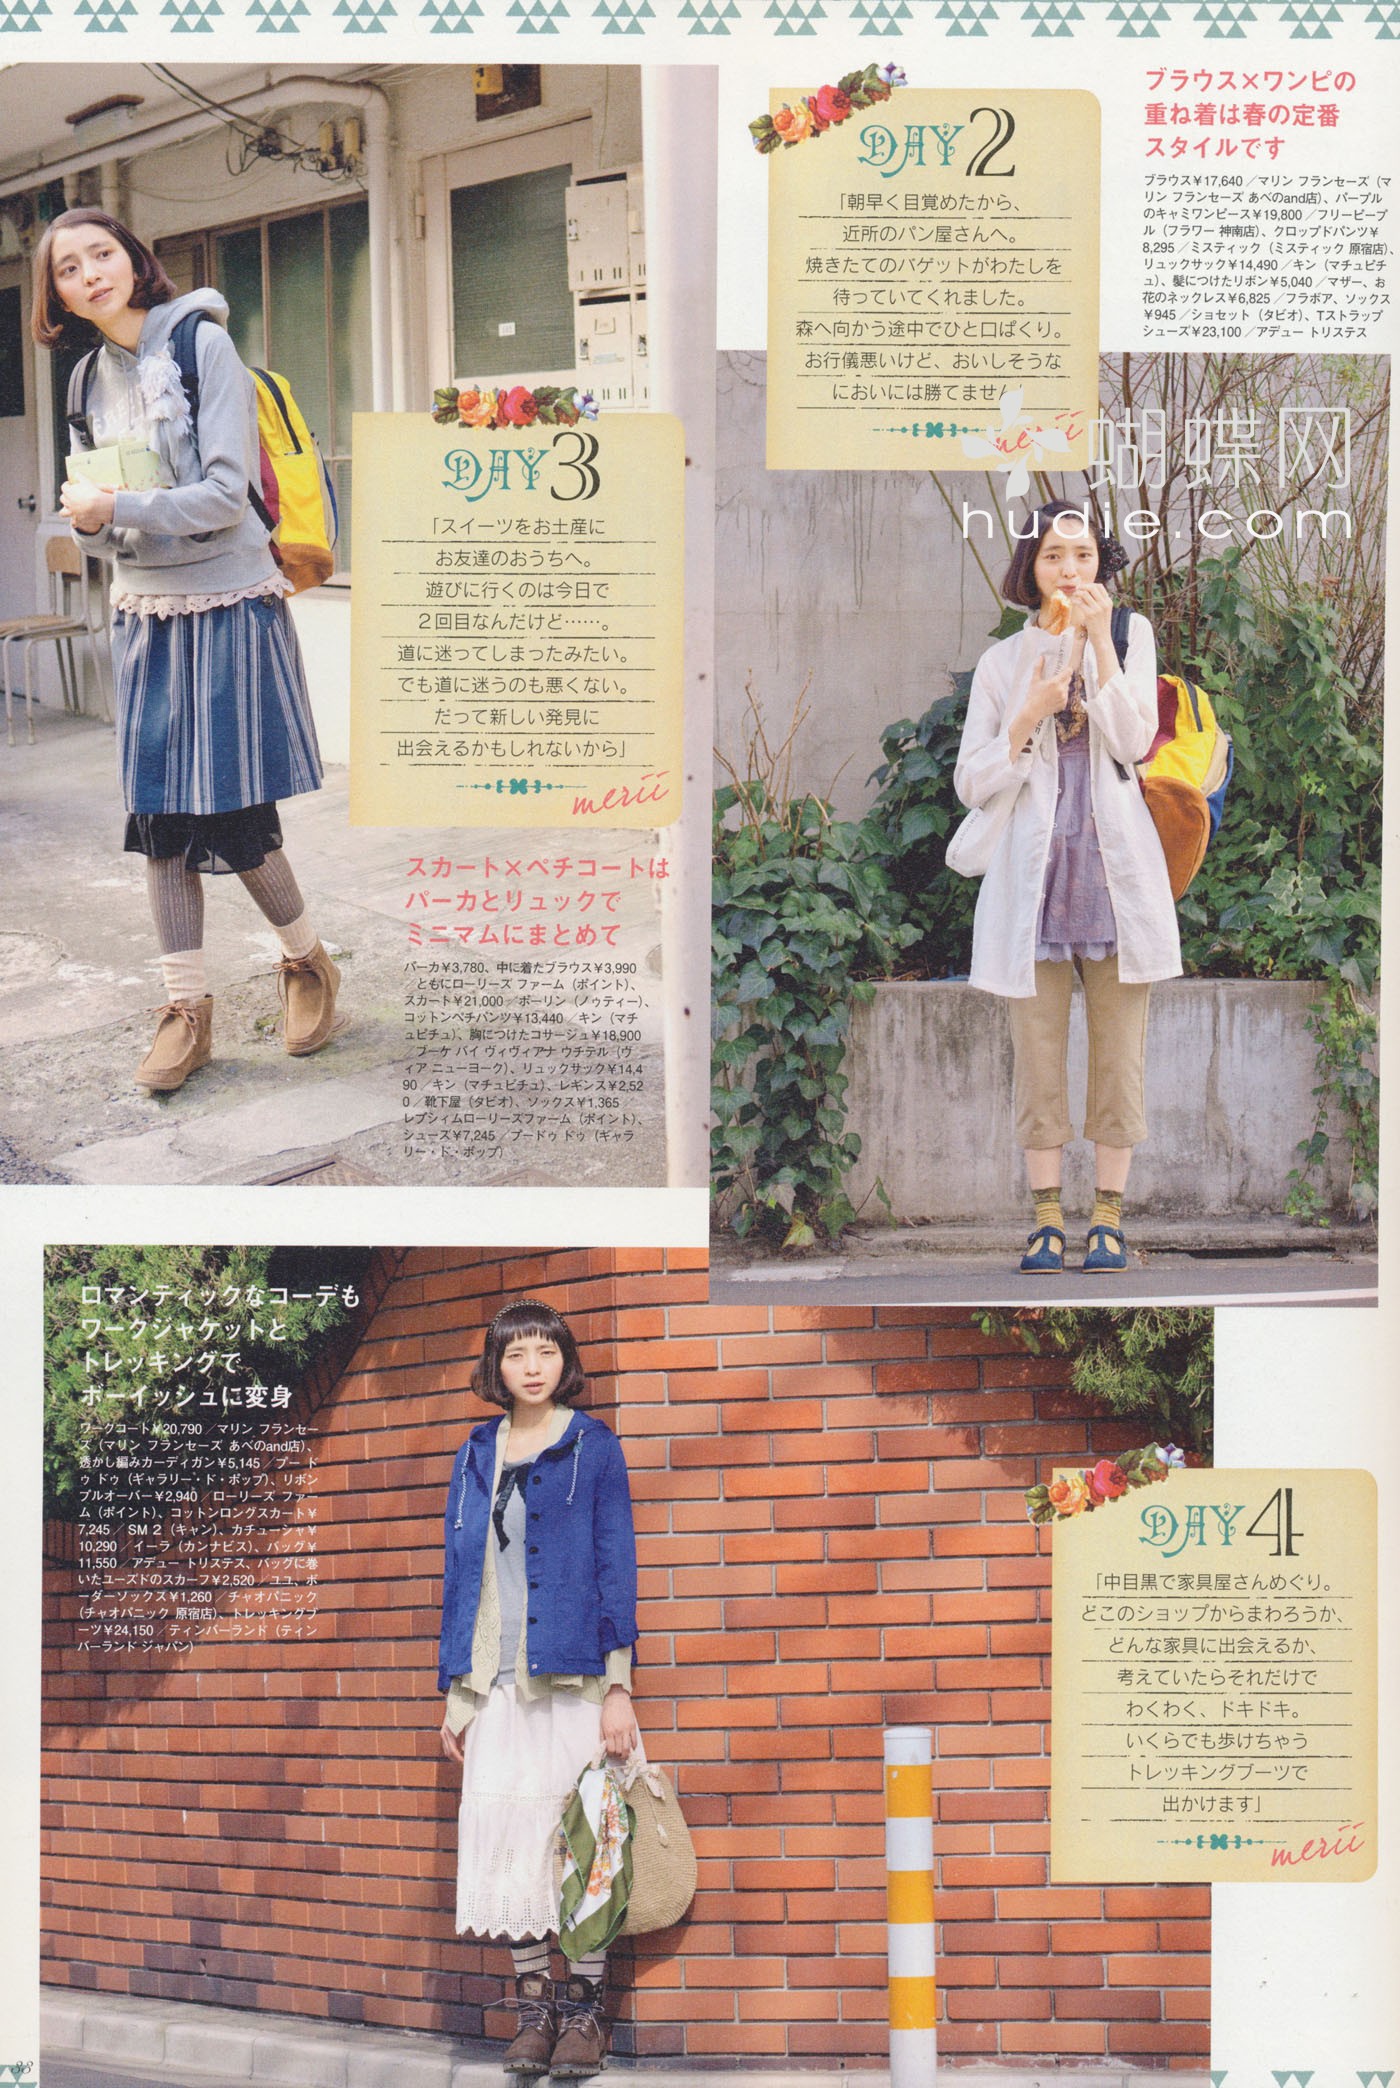 ブラウス×ワンピの
重ね着は春の定番
スタイルです
ブラウス¥17,640／マリン フランセーズ（マ
リン フランセーズ あべのand店）、パープル
のキャミワンピース¥19,800／フリーピープ
ル（フラワー 神南店）、クロップドパンツ¥
8,295／ミスティック（ミスティック 原宿店）、
リュックサック¥14,490／キン（マチュピチ
ュ）、髪につけたリボン¥5,040／マザー、お
花のネックレス¥6,825／フラボア、ソックス
¥945／ショセット（タビオ）、Tストラップ
シューズ¥23,100／アデュー トリステス
DAY 2
「朝早く目覚めたから、
近所のパン屋さんへ。
焼きたてのバゲットがわたしを
待っていてくれました。
森へ向かう途中でひと口ぱくり。
お行儀悪いけど、おいしそうな
においには勝てません
merii
蝴蝶网
hudie.com
DAY 3
「スイーツをお土産に
お友達のおうちへ。
遊びに行くのは今日で
2回目なんだけど……。
道に迷ってしまったみたい。
でも道に迷うのも悪くない。
だって新しい発見に
出会えるかもしれないから」
merii
スカート×ペチコートは
パーカとリュックで
ミニマムにまとめて
パーカ¥3,780、中に着たブラウス¥3,990
／ともにローリーズ ファーム（ポイント）、
スカート¥21,000／ポーリン（ノゥティー）、
コットンペチパンツ¥13,440／キン（マチ
ュピチュ）、胸につけたコサージュ¥18,900
／ブーケ バイ ヴィヴィアナ ウチテル（ヴ
ィア ニューヨーク）、リュックサック¥14,4
90／キン（マチュピチュ）、レギンス¥2,52
0／靴下屋（タビオ）、ソックス¥1,365／
レプシィムローリーズファーム（ポイント）、
シューズ¥7,245／プードゥ ドゥ（ギャラ
リー・ド・ポップ）
ロマンティックなコーデも
ワークジャケットと
トレッキングで
ボーイッシュに変身
ワークコート¥20,790／マリン フランセー
ズ（マリン フランセーズ あべのand店）、
透かし編みカーディガン¥5,145／プー ド
ゥ ドゥ（ギャラリー・ド・ポップ）、リボン
プルオーバー¥2,940／ローリーズ ファー
ム（ポイント）、コットンロングスカート¥
7,245／SM2（キャン）、カチューシャ¥
10,290／イーラ（カンナビス）、バッグ¥
11,550／アデュー トリステス、バッグに巻
いたユーズドのスカーフ¥2,520／ユユ、ボ
ーダーソックス¥1,260／チャオパニック
（チャオパニック 原宿店）、トレッキングブ
ーツ¥24,150／ティンバーランド（ティン
バーランド ジャパン）
DAY 4
「中目黒で家具屋さんめぐり。
どこのショップからまわろうか、
どんな家具に出会えるか、
考えていたらそれだけで
わくわく、ドキドキ。
いくらでも歩けちゃう
トレッキングブーツで
出かけます」
merii
88